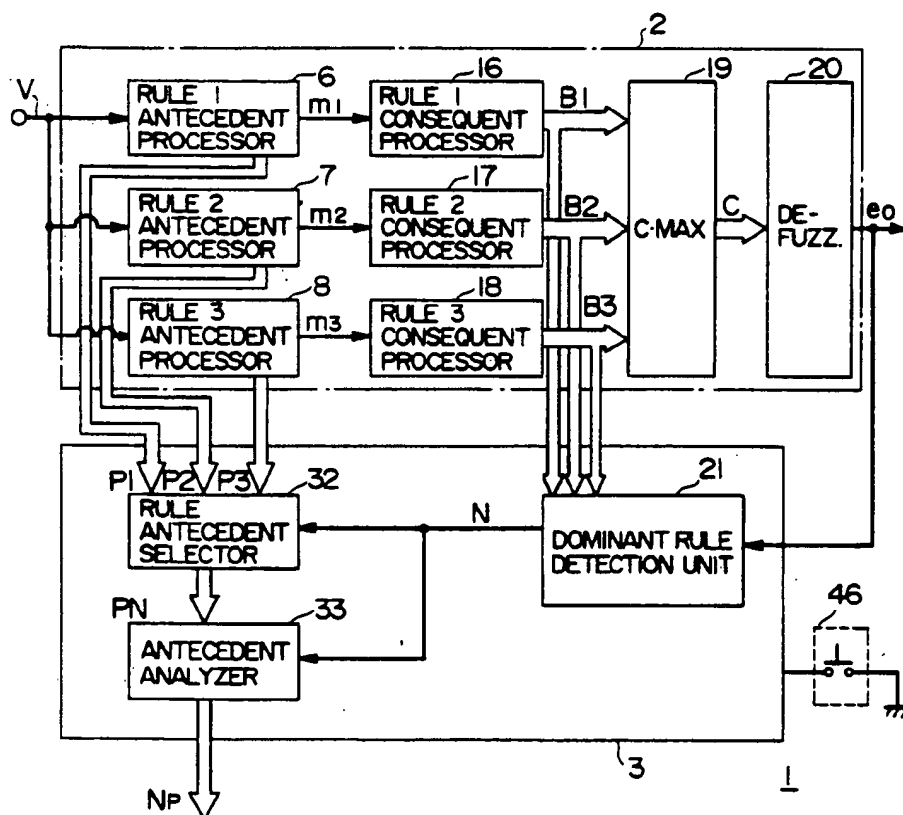 2
V
6
RULE 1
ANTECEDENT
PROCESSOR
m1
16
RULE 1
CONSEQUENT
PROCESSOR
B1
19
C-MAX
C
20
DE-
FUZZ.
eo
7
RULE 2
ANTECEDENT
PROCESSOR
m2
17
RULE 2
CONSEQUENT
PROCESSOR
B2
8
RULE 3
ANTECEDENT
PROCESSOR
m3
18
RULE 3
CONSEQUENT
PROCESSOR
B3
P1
P2
P3
32
RULE
ANTECEDENT
SELECTOR
N
21
DOMINANT RULE
DETECTION UNIT
PN
33
ANTECEDENT
ANALYZER
46
3
1
NP